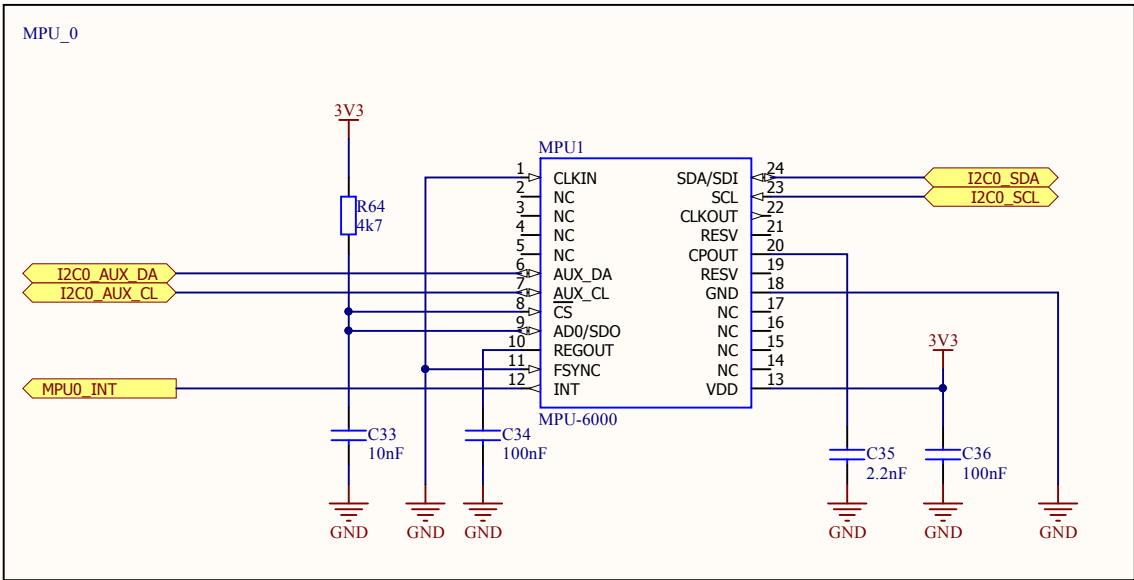 MPU_0
3V3
MPU1
R64
4k7
1 CLKIN
2 NC
3 NC
4 NC
5 NC
6 AUX_DA
7 AUX_CL
8 CS
9 AD0/SDO
10 REGOUT
11 FSYNC
12 INT
SDA/SDI 24
SCL 23
CLKOUT 22
RESV 21
CPOUT 20
RESV 19
GND 18
NC 17
NC 16
NC 15
NC 14
VDD 13
I2C0_SDA
I2C0_SCL
I2C0_AUX_DA
I2C0_AUX_CL
MPU0_INT
3V3
MPU-6000
C33
10nF
C34
100nF
C35
2.2nF
C36
100nF
GND
GND
GND
GND
GND
GND